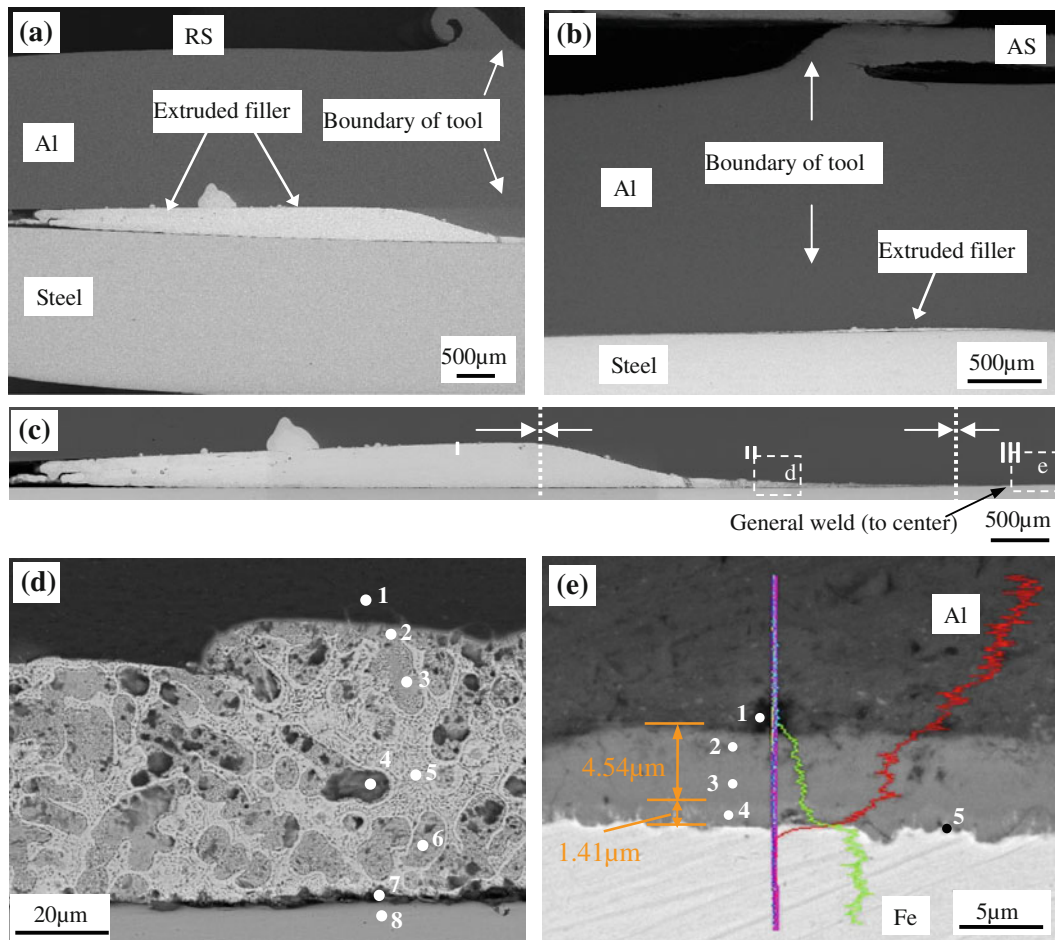 (a)
RS
Extruded filler
Boundary of tool
Al
Steel
500µm
(b)
AS
Boundary of tool
Al
Extruded filler
Steel
500µm
(c)
I
II
d
III
e
General weld (to center)
500µm
(d)
1
2
3
4
5
6
7
8
20µm
(e)
Al
1
2
3
4
5
4.54µm
1.41µm
Fe
5µm